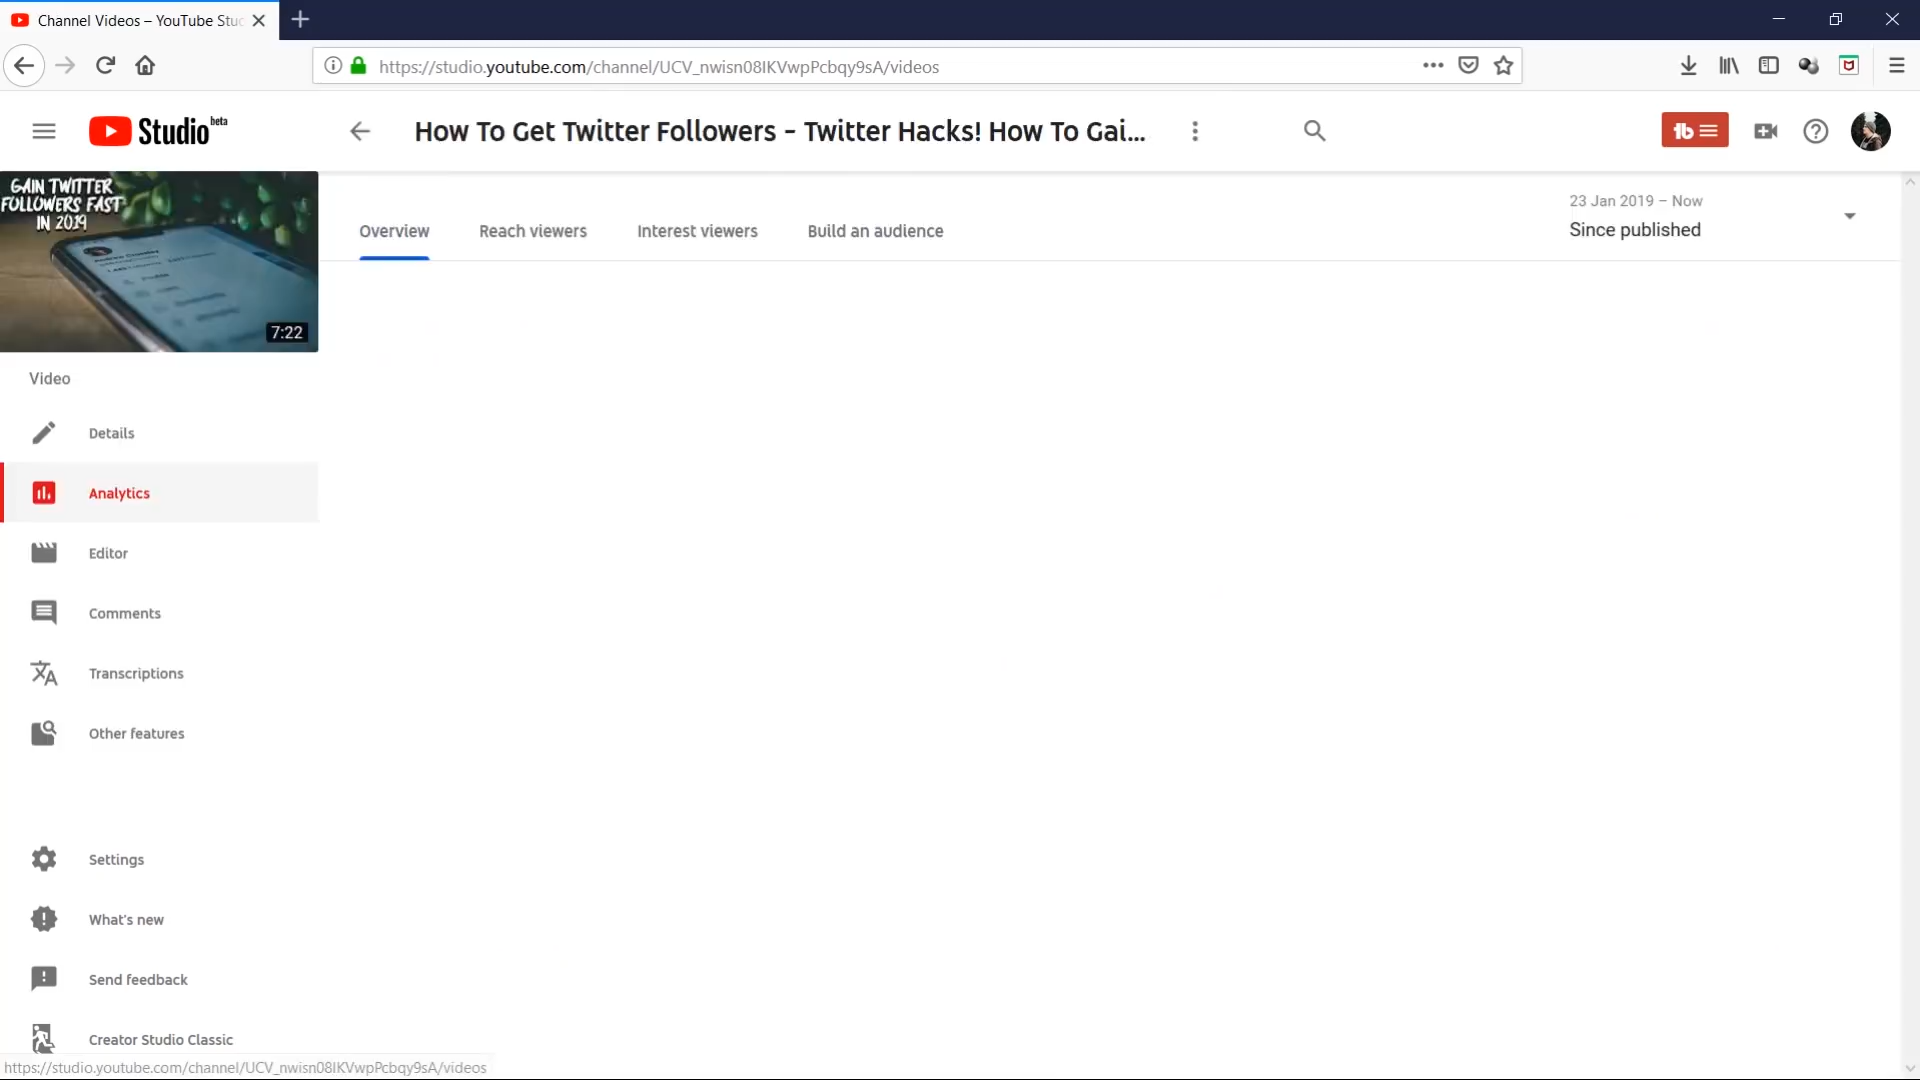 Channel Videos – YouTube Stud
https://studio.youtube.com/channel/UCV_nwisn08IKVwpPcbqy9sA/videos
Studio beta
How To Get Twitter Followers - Twitter Hacks! How To Gai...
tb
GAIN TWITTER
FOLLOWERS FAST
IN 2019
7:22
Overview
Reach viewers
Interest viewers
Build an audience
23 Jan 2019 – Now
Since published
Video
Details
Analytics
Editor
Comments
Transcriptions
Other features
Settings
What's new
Send feedback
Creator Studio Classic
https://studio.youtube.com/channel/UCV_nwisn08IKVwpPcbqy9sA/videos